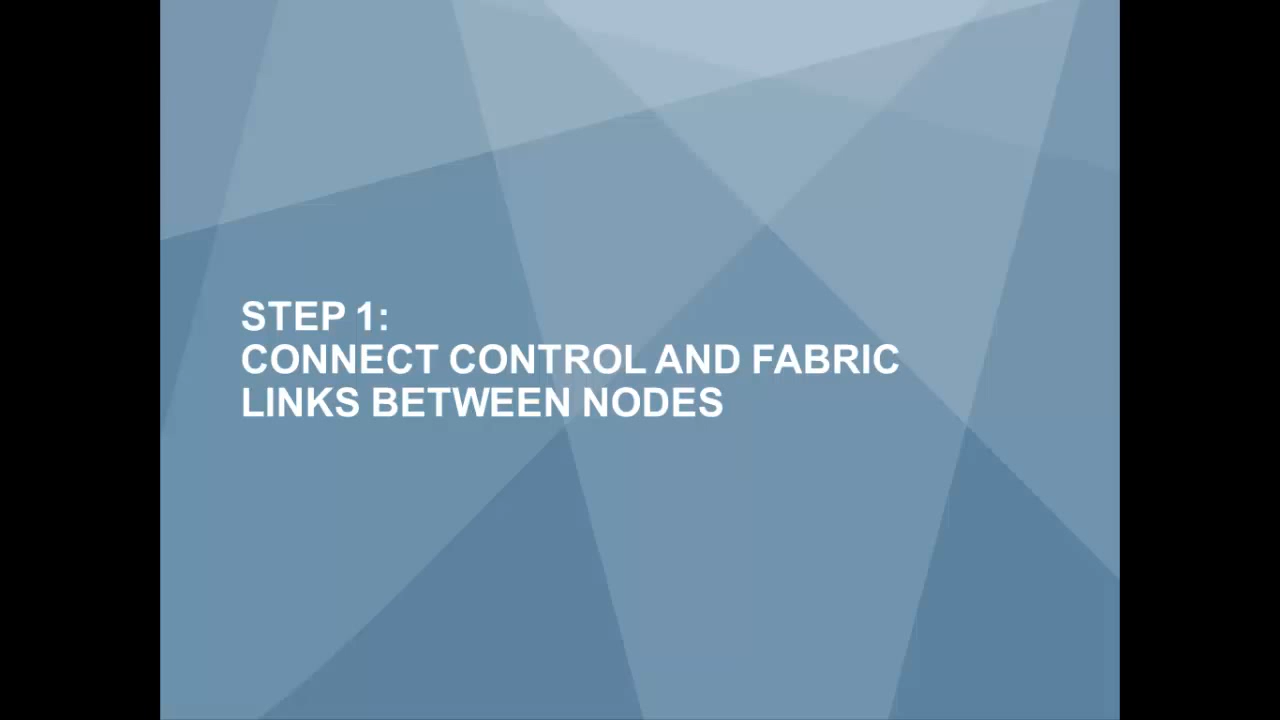 STEP 1:
CONNECT CONTROL AND FABRIC
LINKS BETWEEN NODES